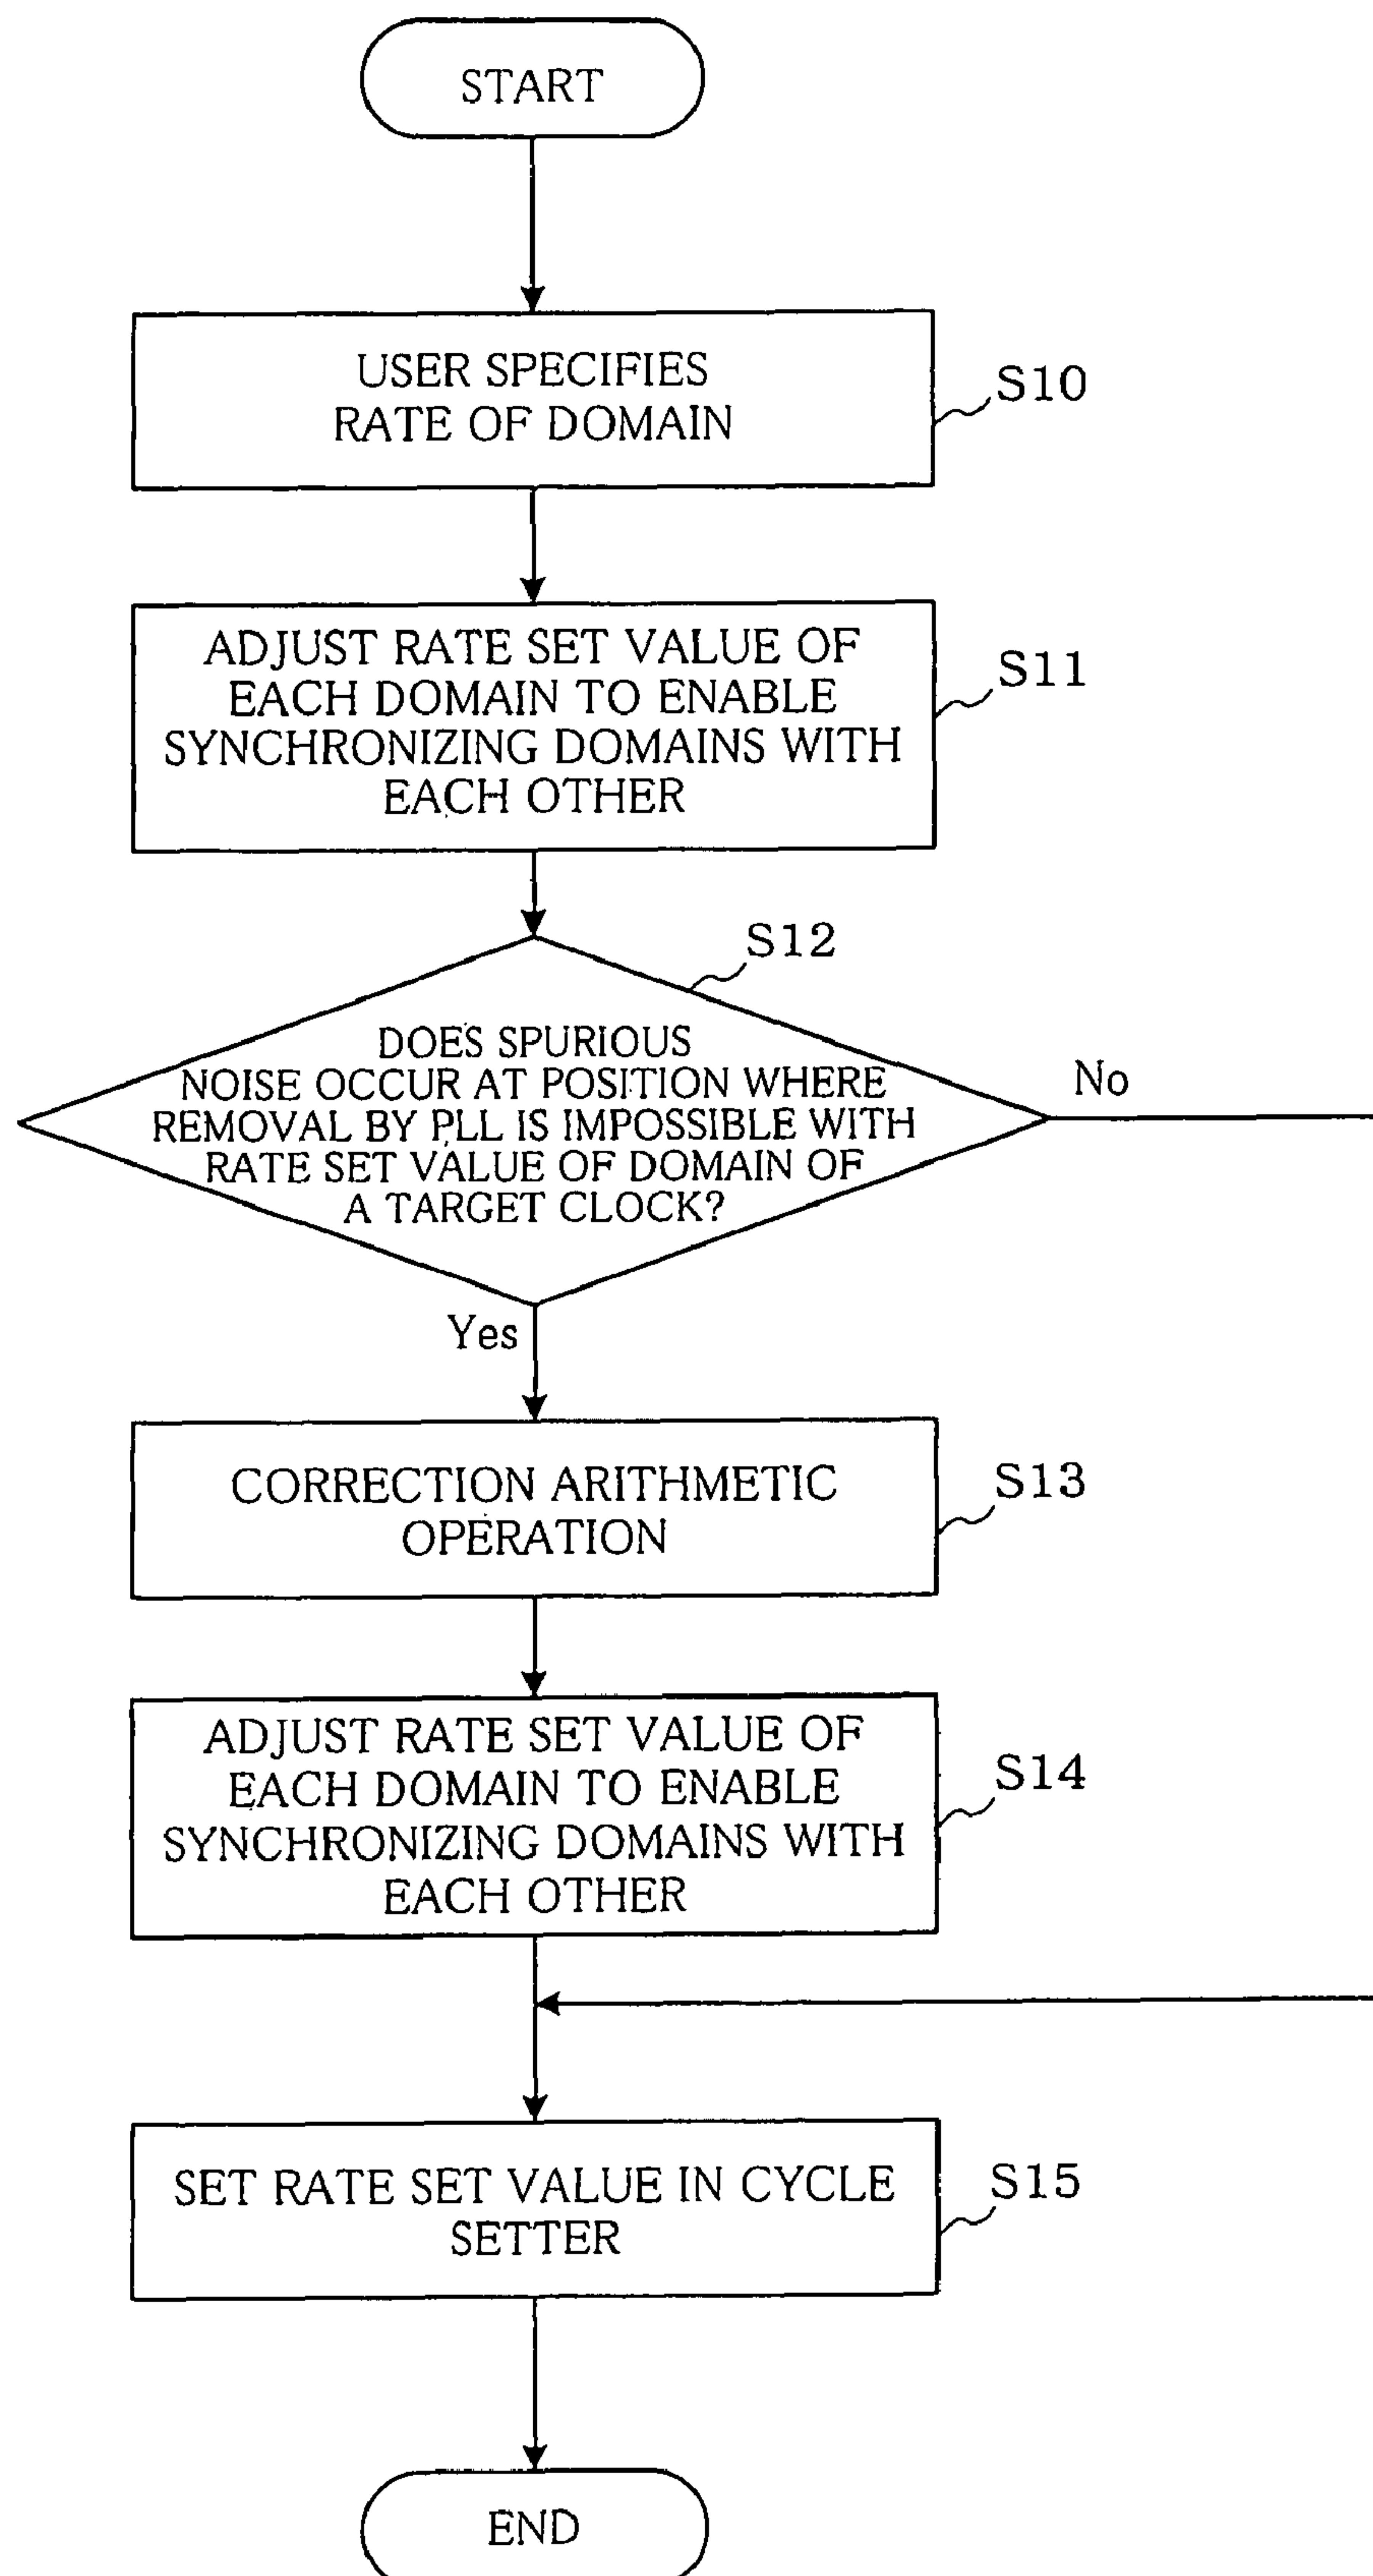 START
USER SPECIFIES
RATE OF DOMAIN
S10
ADJUST RATE SET VALUE OF
EACH DOMAIN TO ENABLE
SYNCHRONIZING DOMAINS WITH
EACH OTHER
S11
S12
DOES SPURIOUS
NOISE OCCUR AT POSITION WHERE
REMOVAL BY PLL IS IMPOSSIBLE WITH
RATE SET VALUE OF DOMAIN OF
A TARGET CLOCK?
No
Yes
CORRECTION ARITHMETIC
OPERATION
S13
ADJUST RATE SET VALUE OF
EACH DOMAIN TO ENABLE
SYNCHRONIZING DOMAINS WITH
EACH OTHER
S14
SET RATE SET VALUE IN CYCLE
SETTER
S15
END